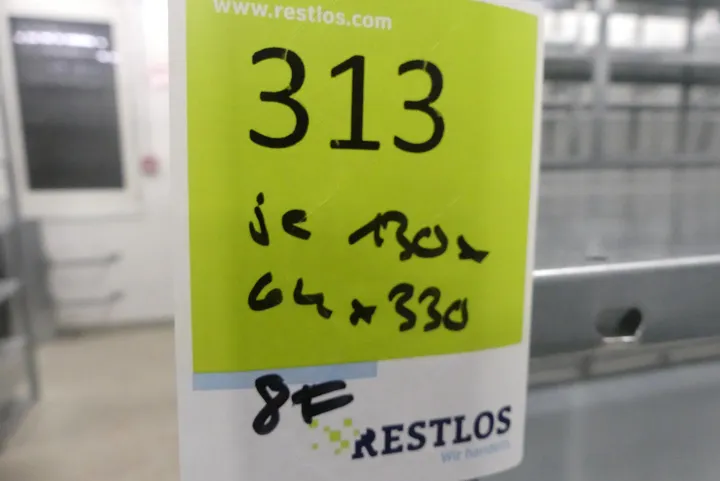 www.restlos.com
313
je 130x
64x330
8F
RESTLOS
Wir handeln